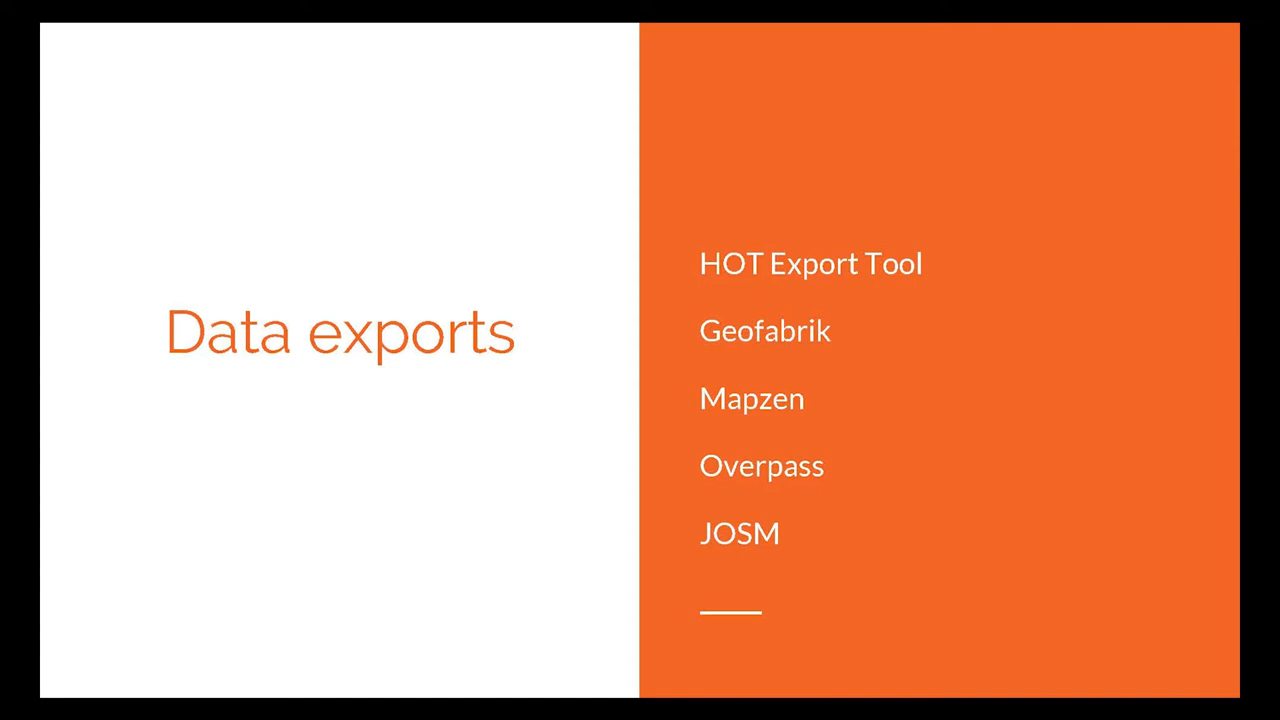 Data exports
HOT Export Tool
Geofabrik
Mapzen
Overpass
JOSM